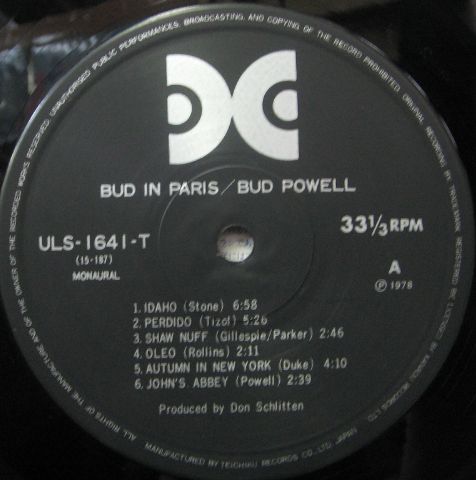 UNAUTHORISED PUBLIC PERFORMANCES, BROADCASTING, AND COPYING OF THE RECORD PROHIBITED.
BUD IN PARIS/BUD POWELL
ULS-1641-T
(15-187)
MONAURAL
33⅓RPM
A
Ⓟ1978
1. IDAHO (Stone) 6:58
2. PERDIDO (Tizol) 5:26
3. SHAW NUFF (Gillespie/Parker) 2:46
4. OLEO (Rollins) 2:11
5. AUTUMN IN NEW YORK (Duke) 4:10
6. JOHN'S ABBEY (Powell) 2:39
Produced by Don Schlitten
ALL RIGHTS OF THE MANUFACTURE AND OF THE OWNER OF THE RECORDED WORKS RESERVED
MANUFACTURED BY TEICHIKU RECORDS CO., LTD. JAPAN